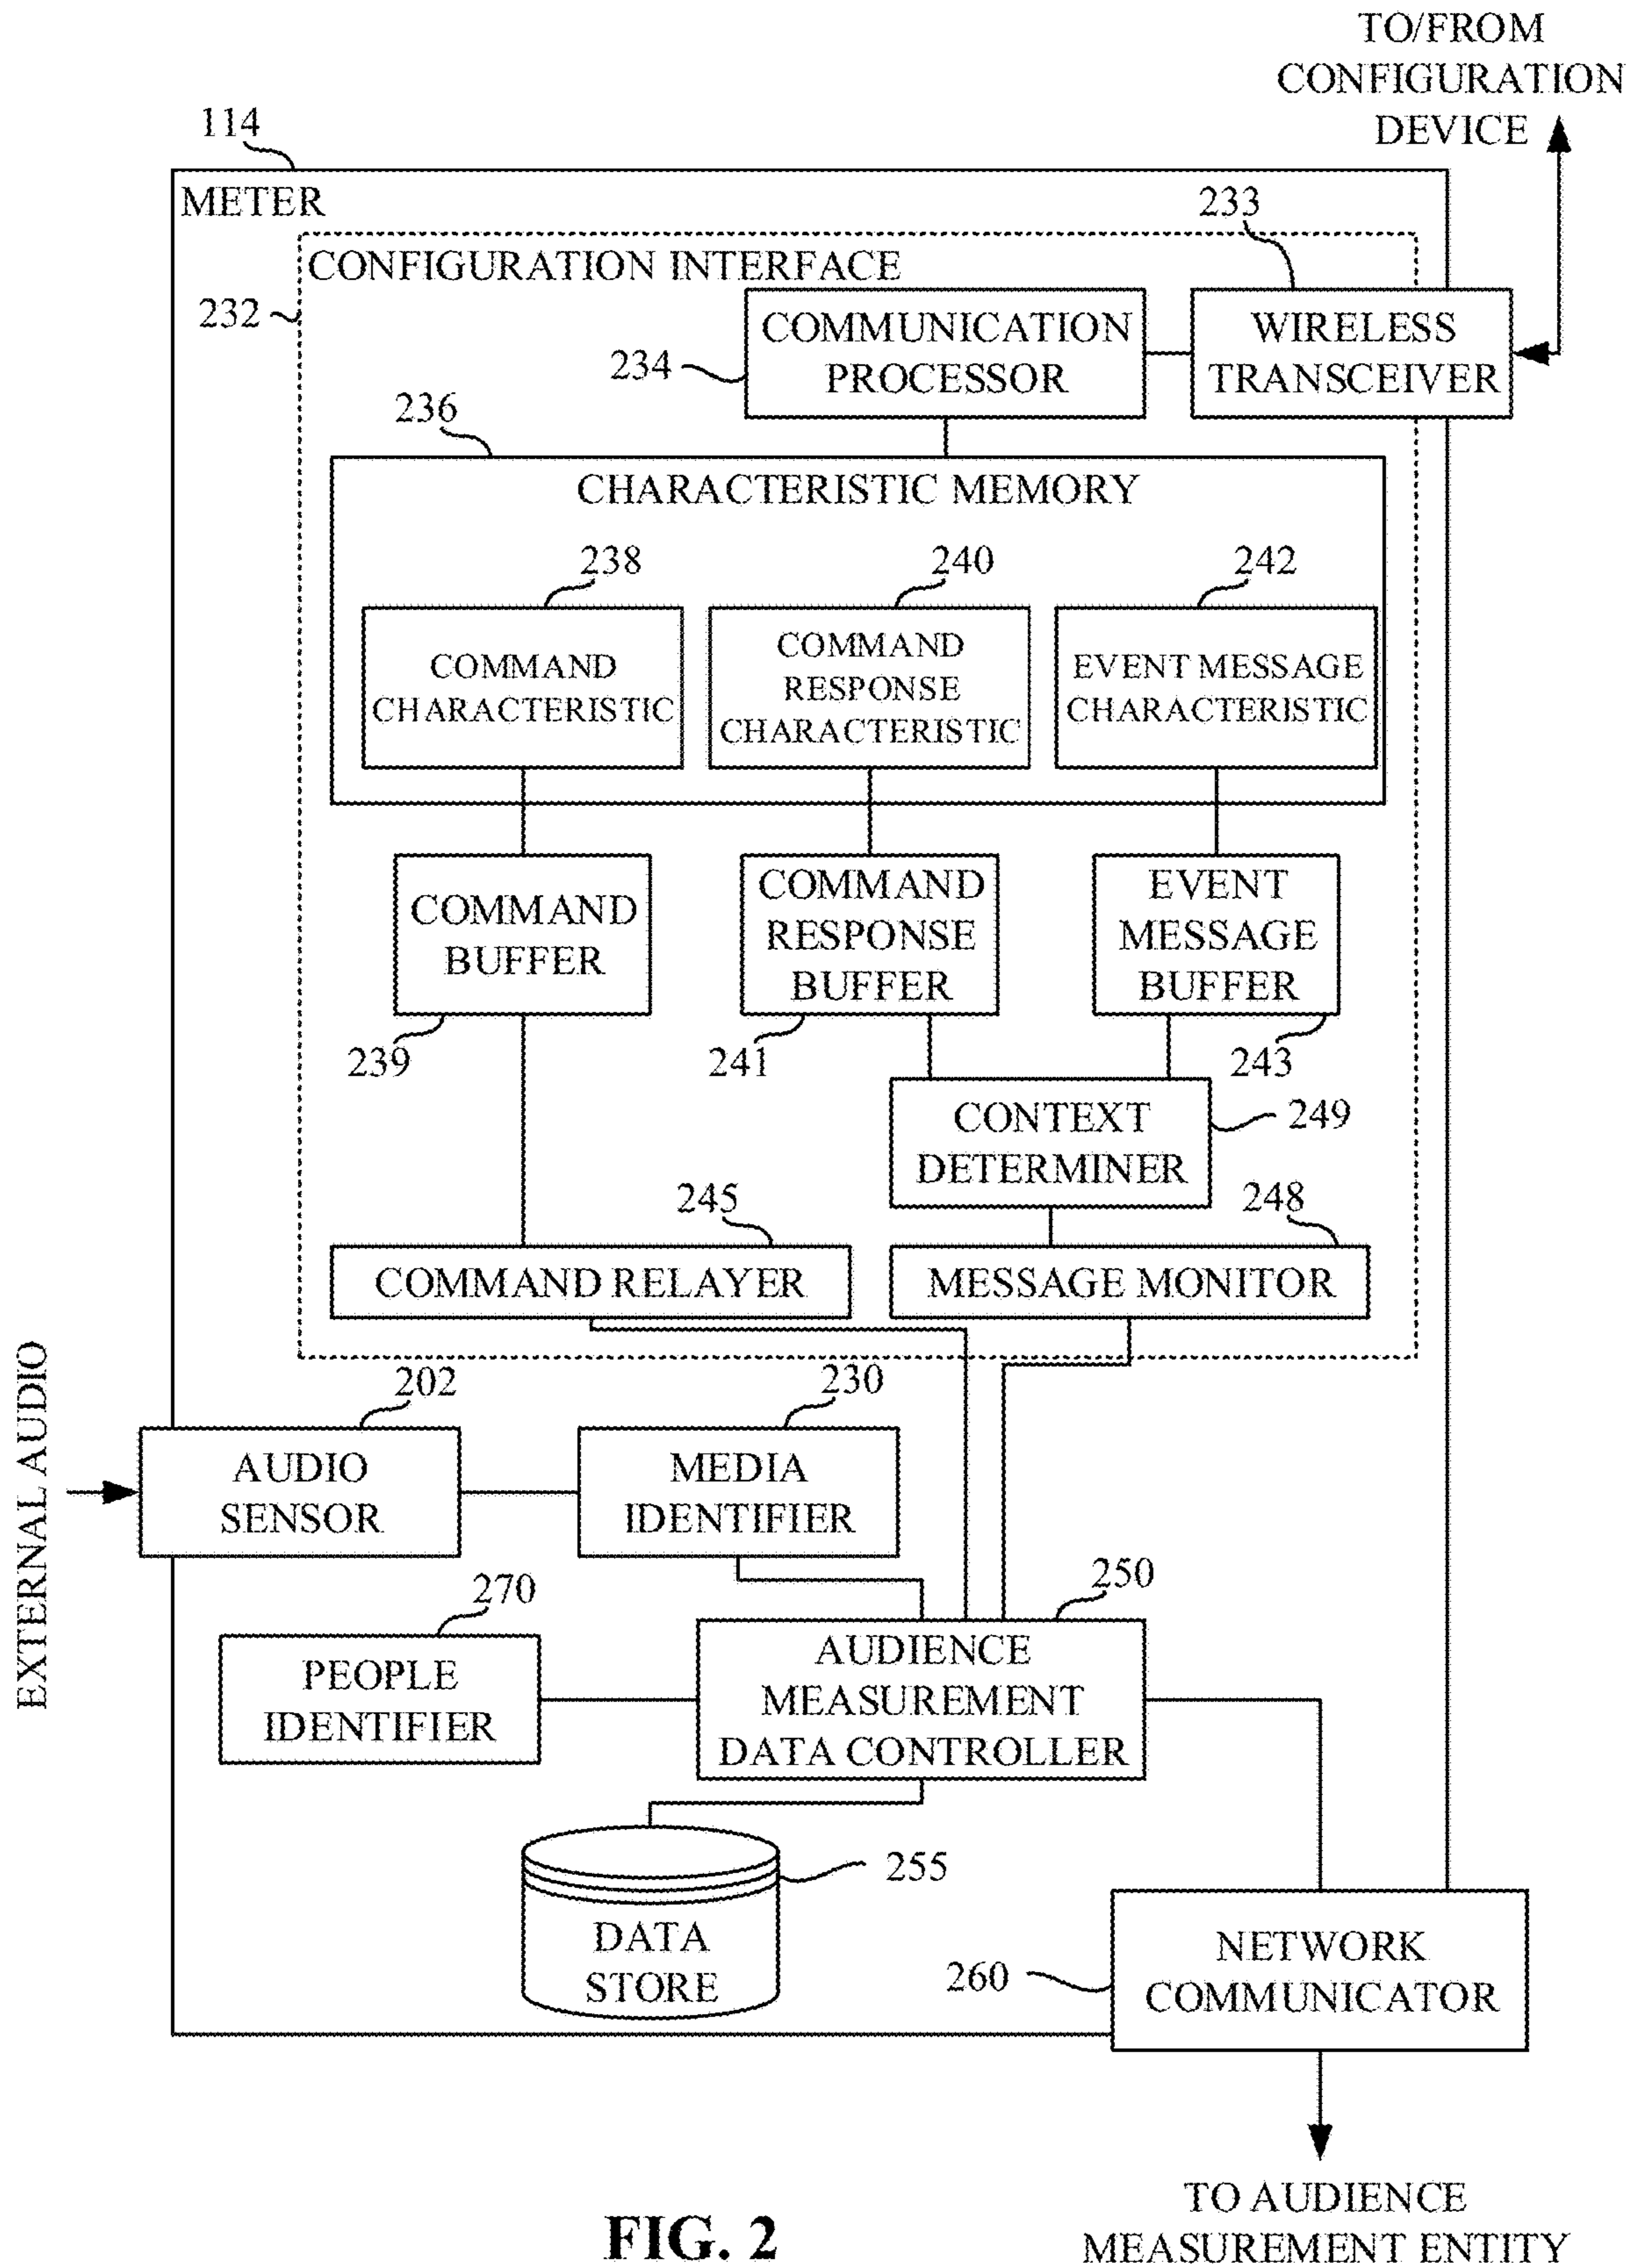 TO/FROM
CONFIGURATION
DEVICE
114
METER
233
CONFIGURATION INTERFACE
232
COMMUNICATION
PROCESSOR
234
WIRELESS
TRANSCEIVER
236
CHARACTERISTIC MEMORY
238
240
242
COMMAND
CHARACTERISTIC
COMMAND
RESPONSE
CHARACTERISTIC
EVENT MESSAGE
CHARACTERISTIC
COMMAND
BUFFER
COMMAND
RESPONSE
BUFFER
EVENT
MESSAGE
BUFFER
239
241
243
CONTEXT
DETERMINER
249
245
248
COMMAND RELAYER
MESSAGE MONITOR
EXTERNAL AUDIO
202
230
AUDIO
SENSOR
MEDIA
IDENTIFIER
270
250
PEOPLE
IDENTIFIER
AUDIENCE
MEASUREMENT
DATA CONTROLLER
255
DATA
STORE
260
NETWORK
COMMUNICATOR
TO AUDIENCE
MEASUREMENT ENTITY
FIG. 2